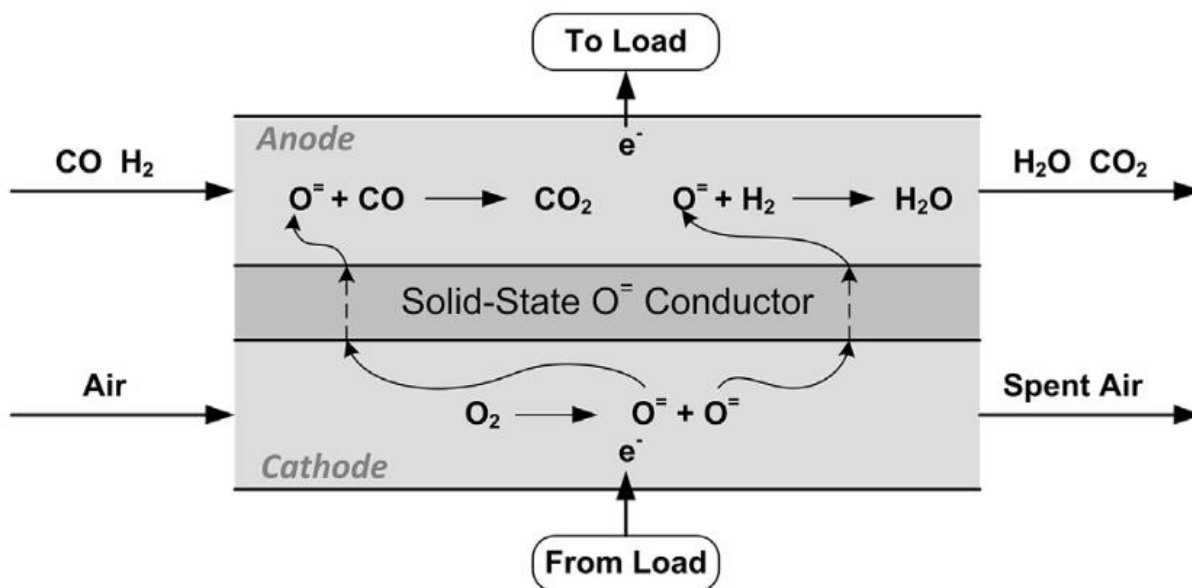 To Load
Anode
e⁻
CO H₂
H₂O CO₂
O⁼ + CO → CO₂
O⁼ + H₂ → H₂O
Solid-State O⁼ Conductor
Air
Spent Air
O₂ → O⁼ + O⁼
e⁻
Cathode
From Load